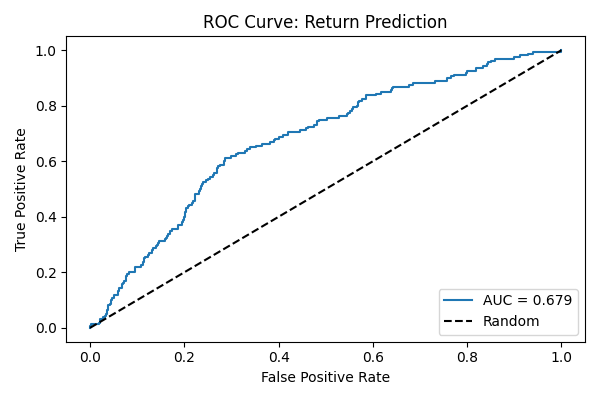 ROC Curve: Return Prediction
True Positive Rate
1.0
0.8
0.6
0.4
0.2
0.0
AUC = 0.679
Random
0.0 0.2 0.4 0.6 0.8 1.0
False Positive Rate